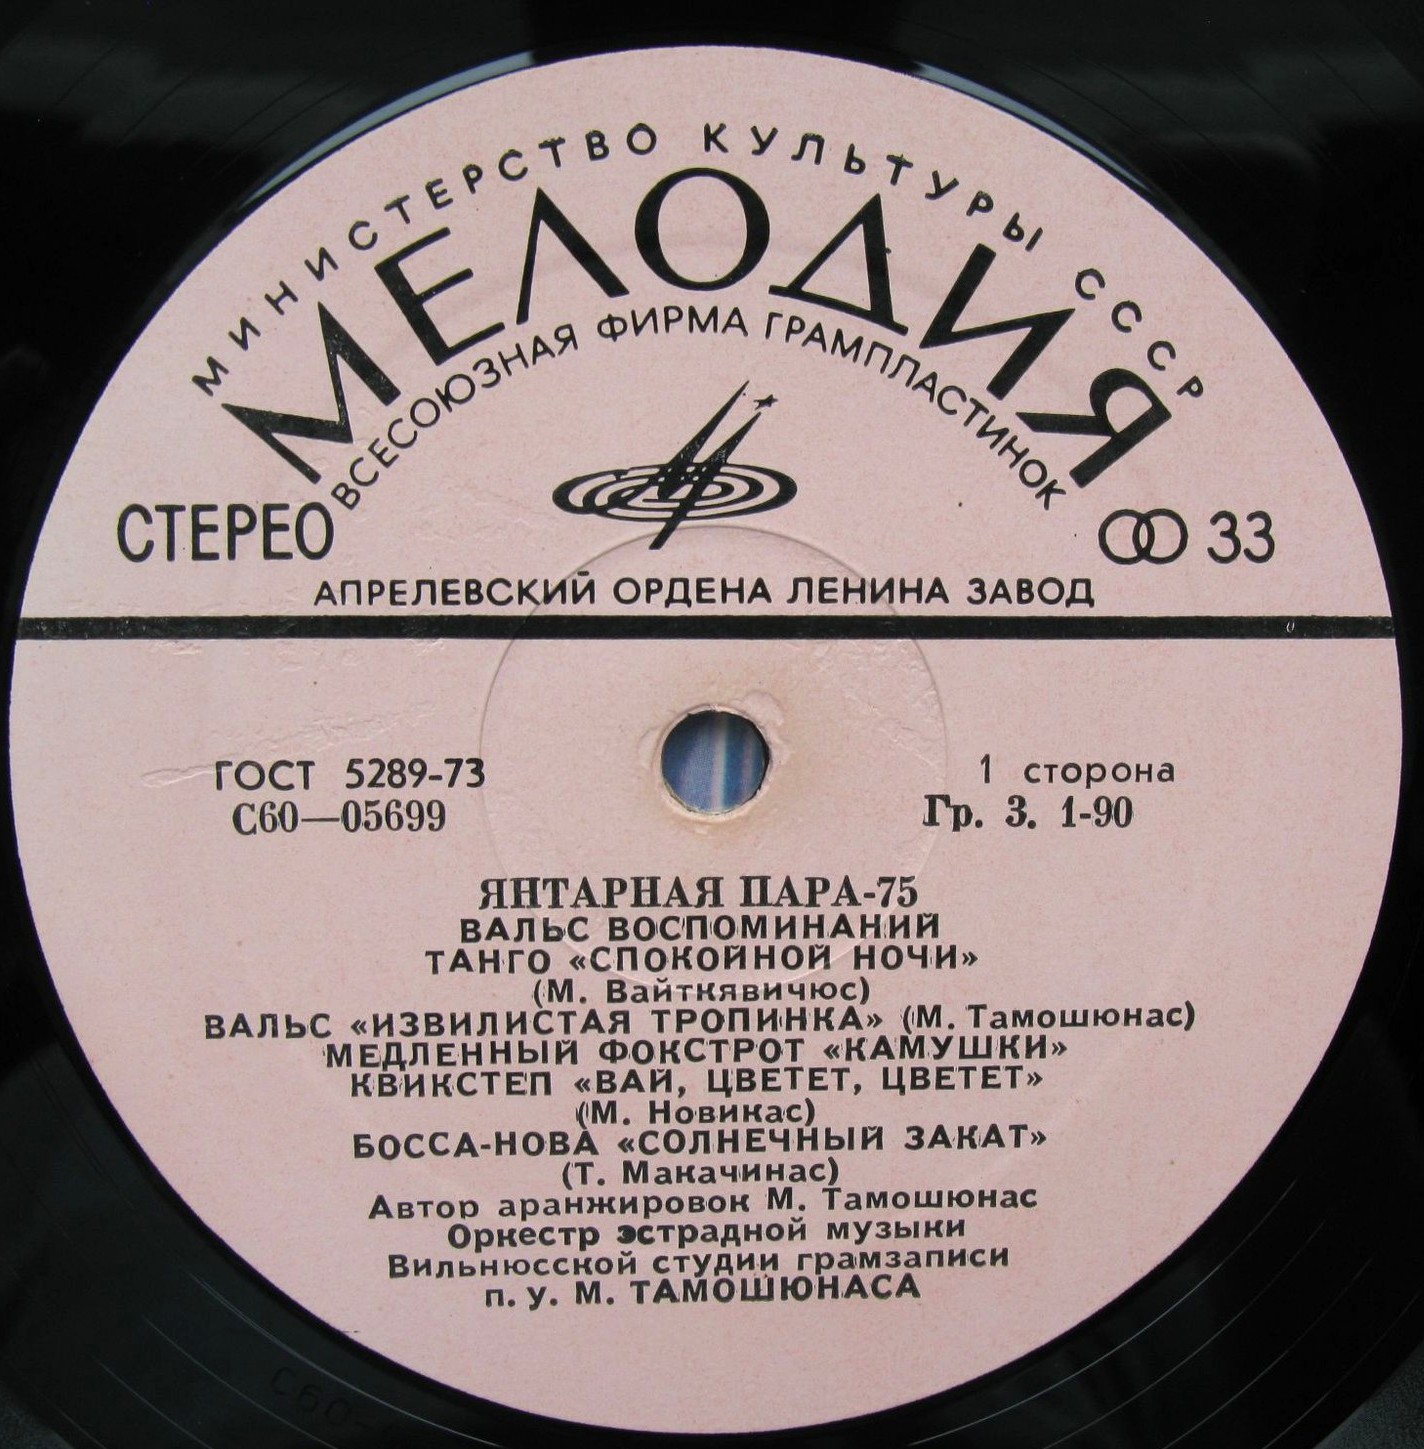 МИНИСТЕРСТВО КУЛЬТУРЫ СССР
МЕЛОДИЯ
ВСЕСОЮЗНАЯ ФИРМА ГРАМПЛАСТИНОК
СТЕРЕО
33
АПРЕЛЕВСКИЙ ОРДЕНА ЛЕНИНА ЗАВОД
ГОСТ 5289-73
1 сторона
С60—05699
Гр. 3. 1-90
ЯНТАРНАЯ ПАРА-75
ВАЛЬС ВОСПОМИНАНИЙ
ТАНГО «СПОКОЙНОЙ НОЧИ»
(М. Вайткявичюс)
ВАЛЬС «ИЗВИЛИСТАЯ ТРОПИНКА» (М. Тамошюнас)
МЕДЛЕННЫЙ ФОКСТРОТ «КАМУШКИ»
КВИКСТЕП «ВАЙ, ЦВЕТЕТ, ЦВЕТЕТ»
(М. Новикас)
БОССА-НОВА «СОЛНЕЧНЫЙ ЗАКАТ»
(Т. Макачинас)
Автор аранжировок М. Тамошюнас
Оркестр эстрадной музыки
Вильнюсской студии грамзаписи
п. у. М. ТАМОШЮНАСА